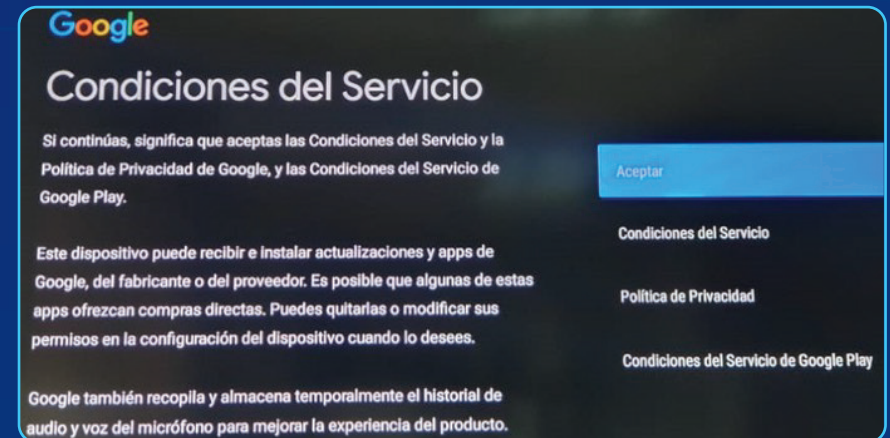 Google
Condiciones del Servicio
Si continúas, significa que aceptas las Condiciones del Servicio y la
Política de Privacidad de Google, y las Condiciones del Servicio de
Google Play.
Este dispositivo puede recibir e instalar actualizaciones y apps de
Google, del fabricante o del proveedor. Es posible que algunas de estas
apps ofrezcan compras directas. Puedes quitarlas o modificar sus
permisos en la configuración del dispositivo cuando lo desees.
Google también recopila y almacena temporalmente el historial de
audio y voz del micrófono para mejorar la experiencia del producto.
Aceptar
Condiciones del Servicio
Política de Privacidad
Condiciones del Servicio de Google Play